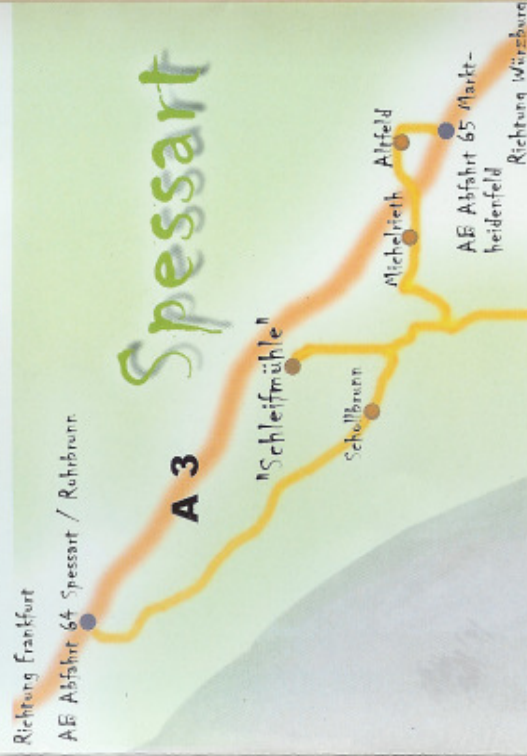 Richtung Frankfurt
AB Abfahrt 64 Spessart / Rohrbrunn
Spessart
A 3
"Schleifmühle"
Schollbrunn
Michelrieth
Altfeld
AB Abfahrt 65 Markt-
heidenfeld
Richtung Würzburg